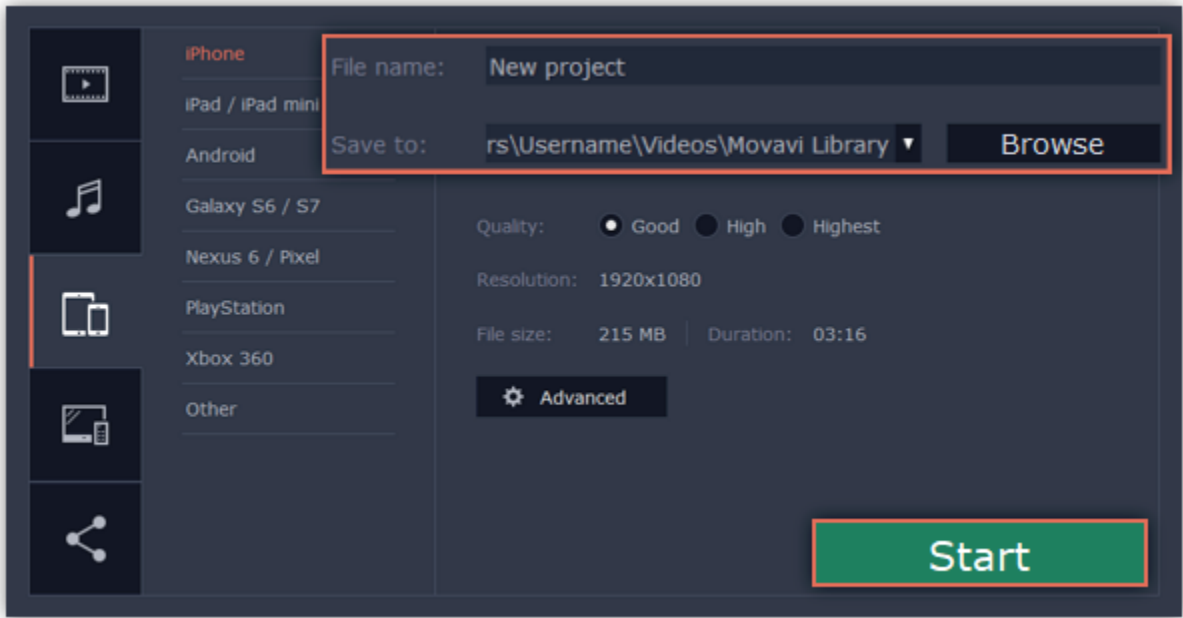 iPhone
iPad / iPad mini
Android
Galaxy S6 / S7
Nexus 6 / Pixel
PlayStation
Xbox 360
Other
File name: New project
Save to: rs\Username\Videos\Movavi Library Browse
Quality: Good High Highest
Resolution: 1920x1080
File size: 215 MB Duration: 03:16
Advanced
Start